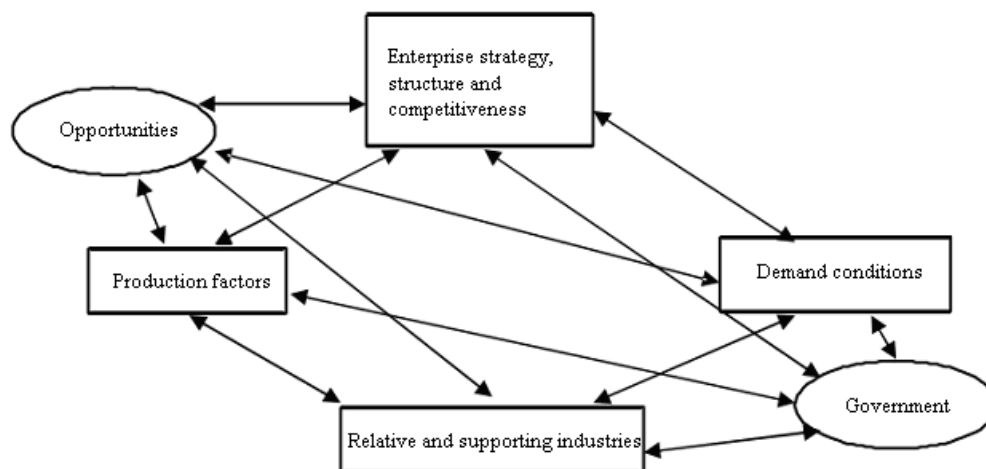 Enterprise strategy,
structure and
competitiveness
Opportunities
Production factors
Demand conditions
Relative and supporting industries
Government